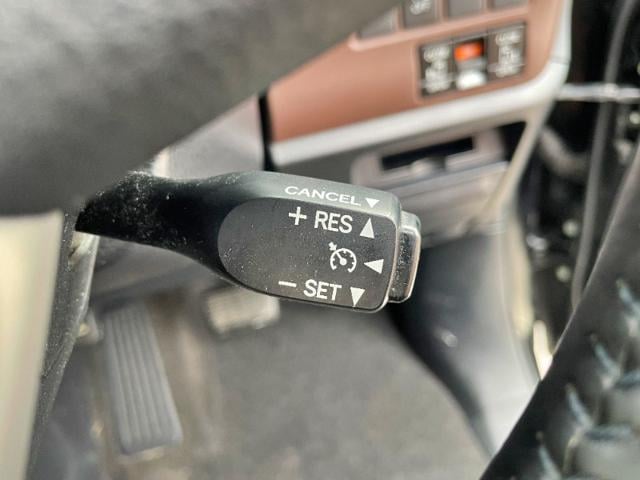 CANCEL ▼
+ RES ▲
◀
− SET ▼